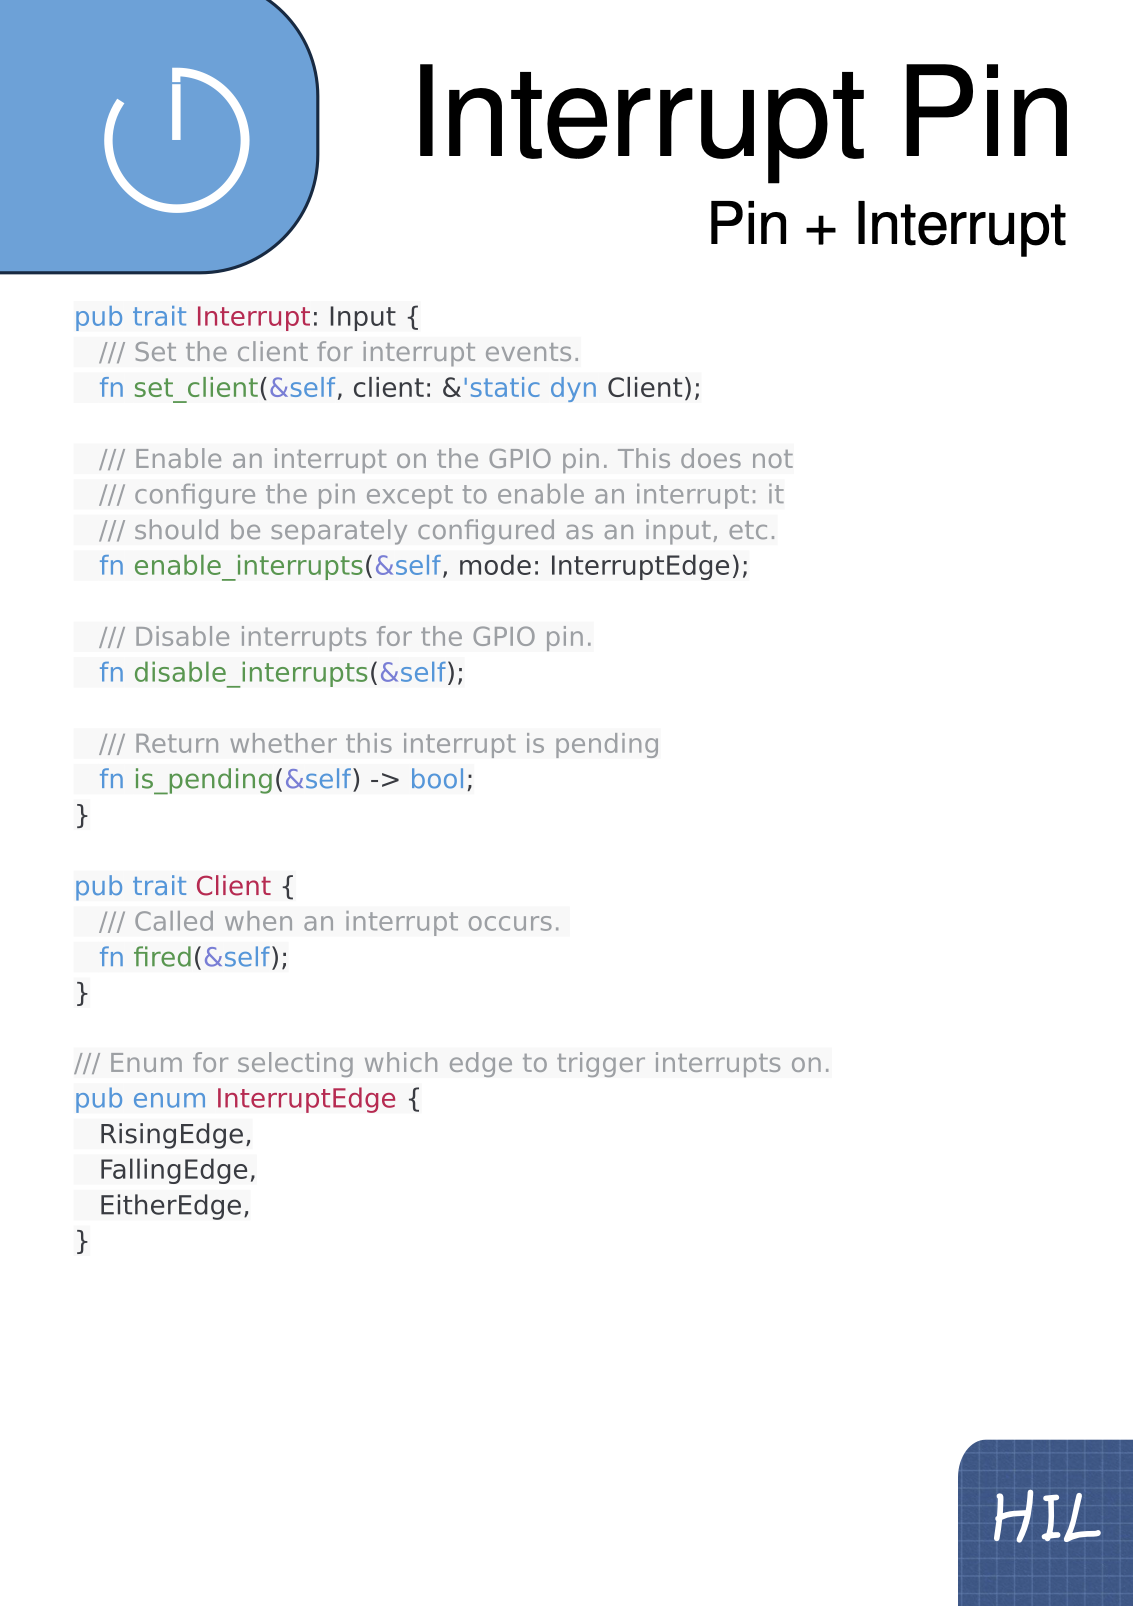 Interrupt Pin
Pin + Interrupt
pub trait Interrupt: Input {
/// Set the client for interrupt events.
fn set_client(&self, client: &'static dyn Client);
/// Enable an interrupt on the GPIO pin. This does not
/// configure the pin except to enable an interrupt: it
/// should be separately configured as an input, etc.
fn enable_interrupts(&self, mode: InterruptEdge);
/// Disable interrupts for the GPIO pin.
fn disable_interrupts(&self);
/// Return whether this interrupt is pending
fn is_pending(&self) -> bool;
}
pub trait Client {
/// Called when an interrupt occurs.
fn fired(&self);
}
/// Enum for selecting which edge to trigger interrupts on.
pub enum InterruptEdge {
RisingEdge,
FallingEdge,
EitherEdge,
}
HIL